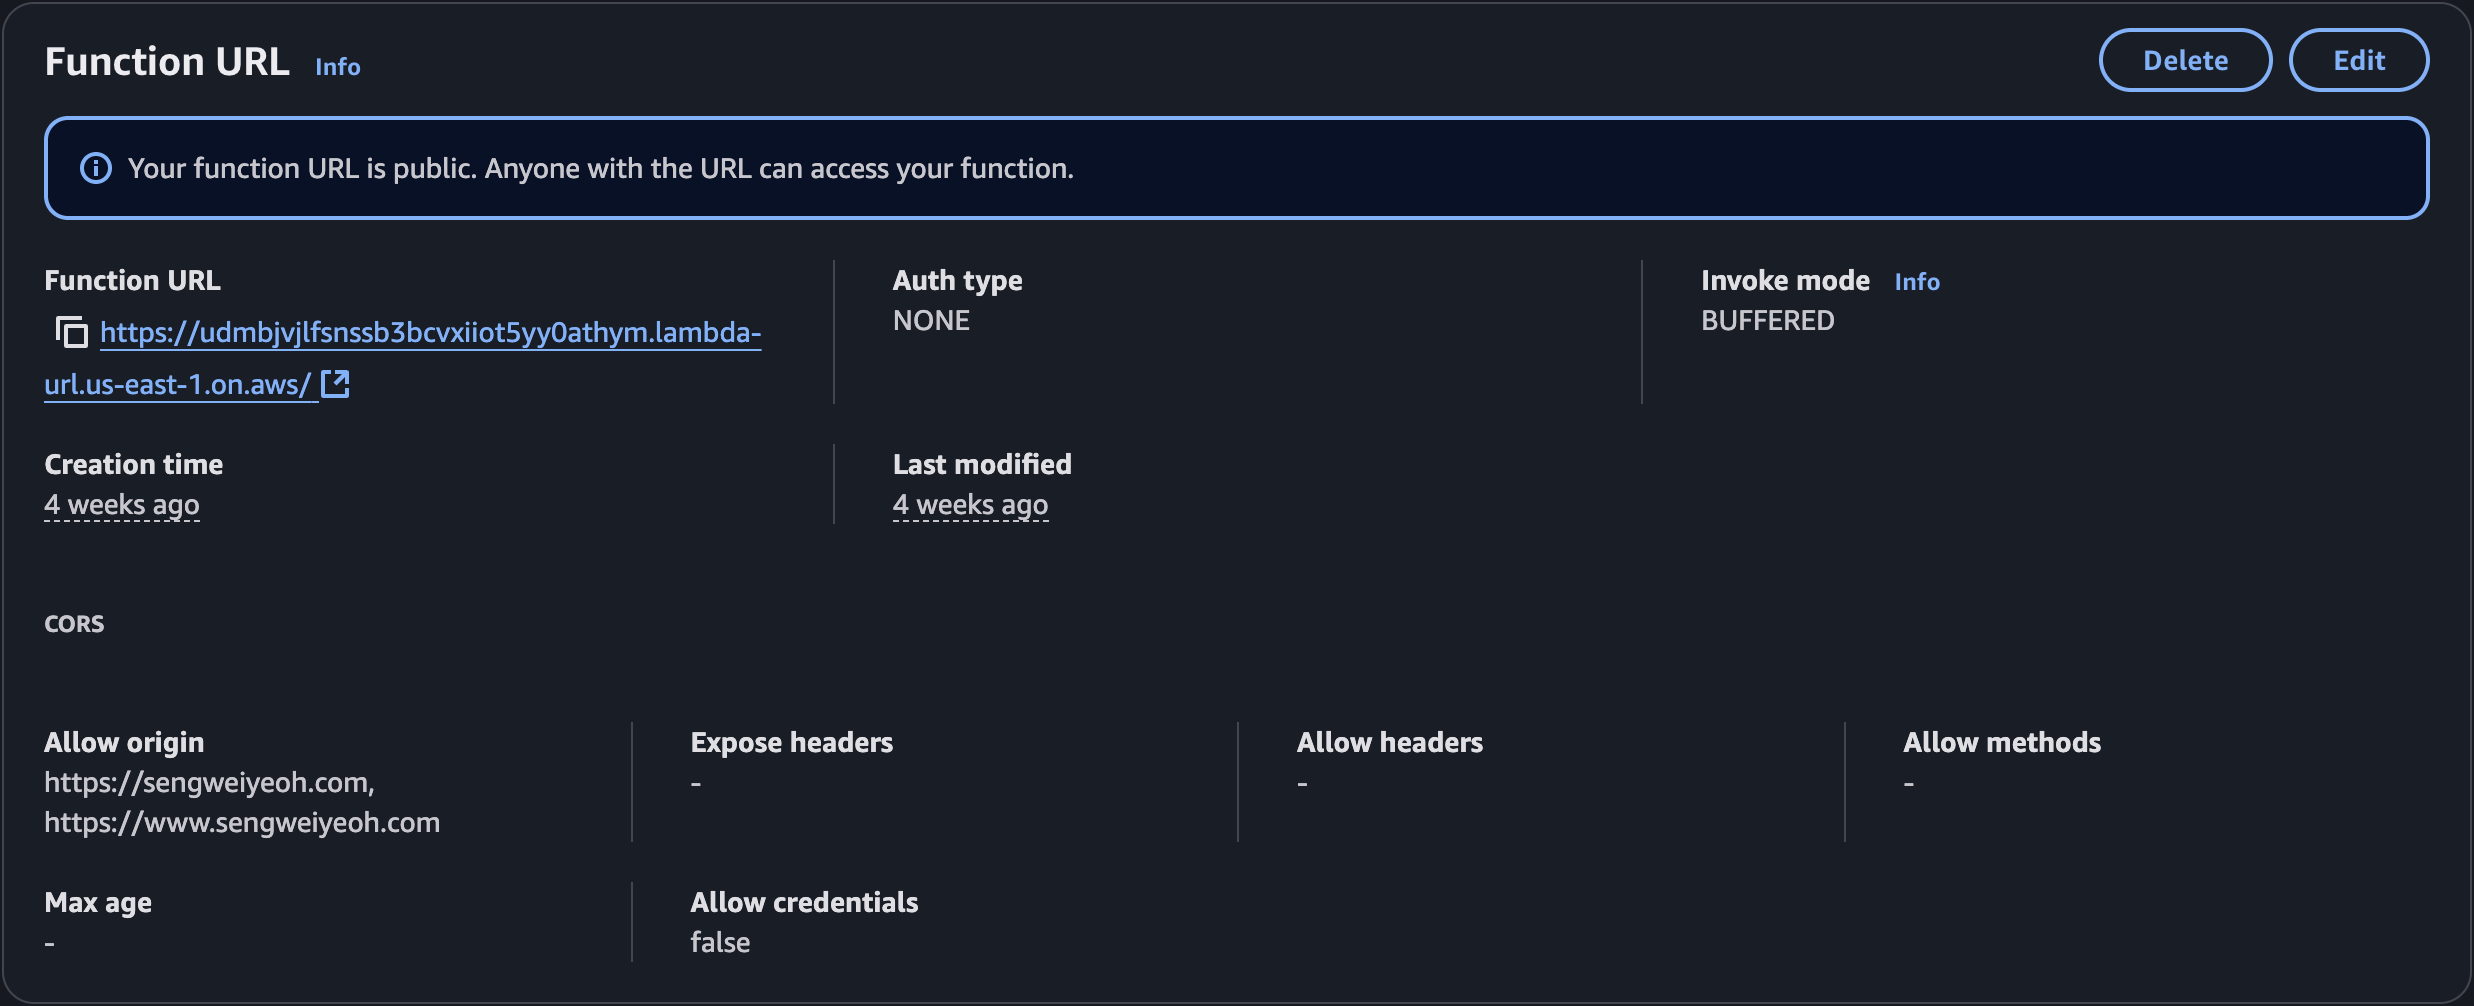 Function URL Info
Delete
Edit
Your function URL is public. Anyone with the URL can access your function.
Function URL
https://udmbjvjlfsnssb3bcvxiiot5yy0athym.lambda-
url.us-east-1.on.aws/
Auth type
NONE
Invoke mode Info
BUFFERED
Creation time
4 weeks ago
Last modified
4 weeks ago
CORS
Allow origin
https://sengweiyeoh.com,
https://www.sengweiyeoh.com
Expose headers
-
Allow headers
-
Allow methods
-
Max age
-
Allow credentials
false